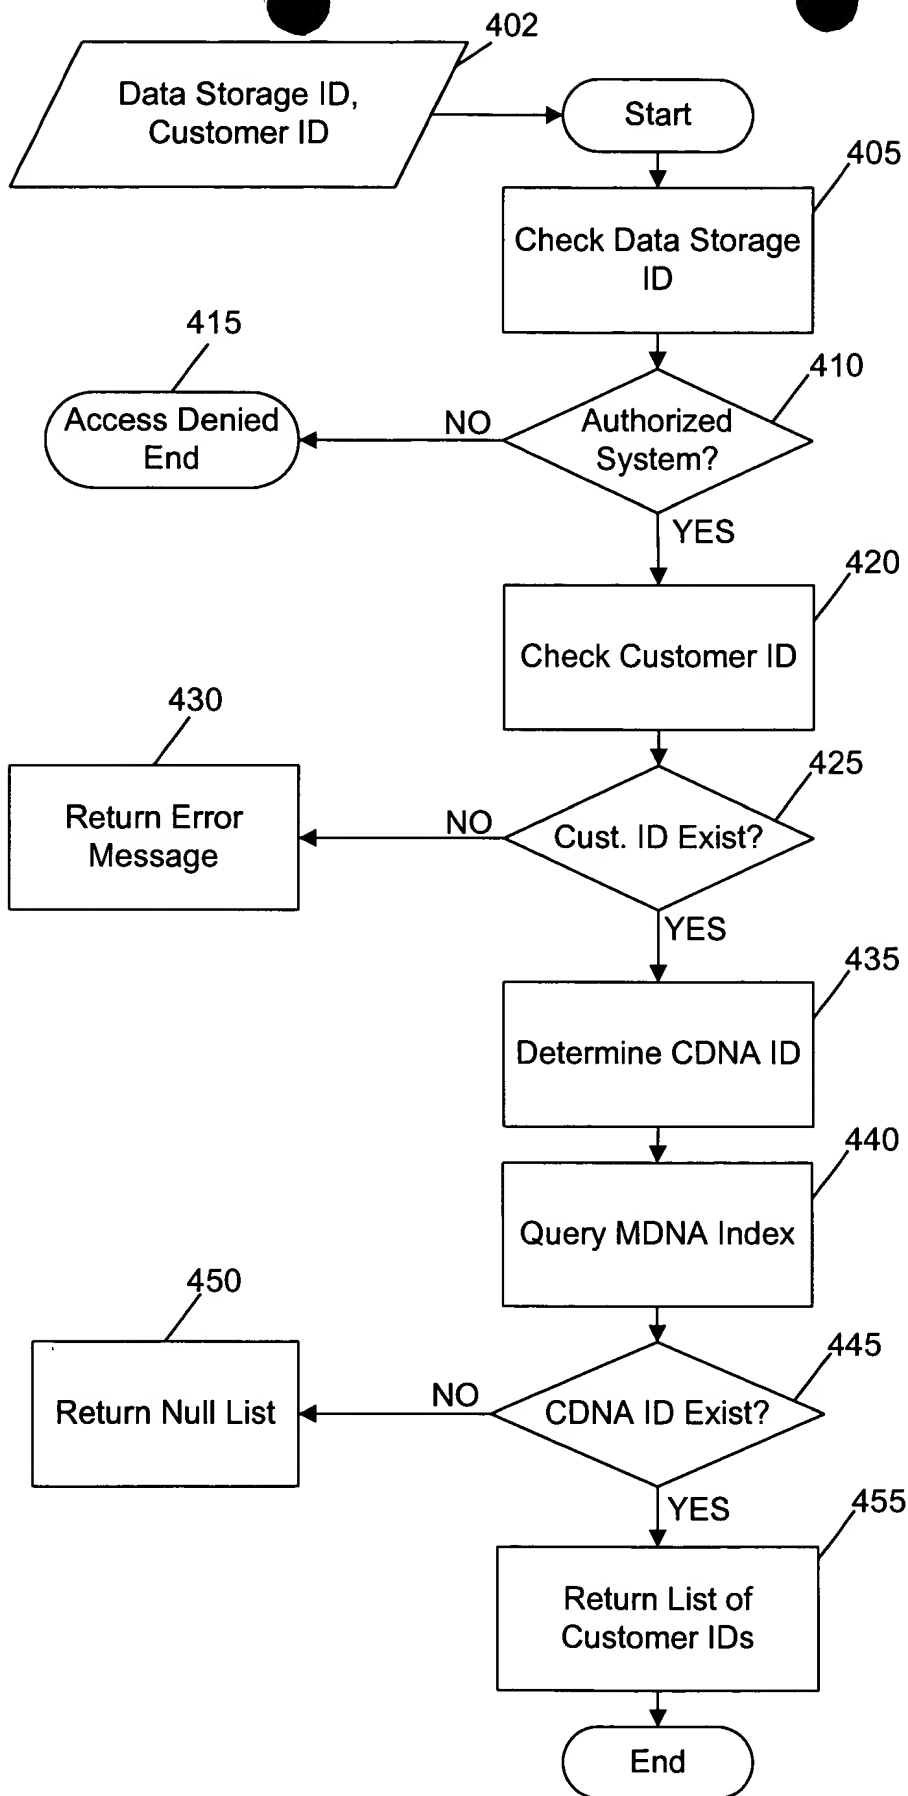 402
Data Storage ID,
Customer ID
Start
405
Check Data Storage
ID
415
410
Access Denied
End
NO
Authorized
System?
YES
420
Check Customer ID
430
425
Return Error
Message
NO
Cust. ID Exist?
YES
435
Determine CDNA ID
440
Query MDNA Index
450
445
Return Null List
NO
CDNA ID Exist?
YES
455
Return List of
Customer IDs
End